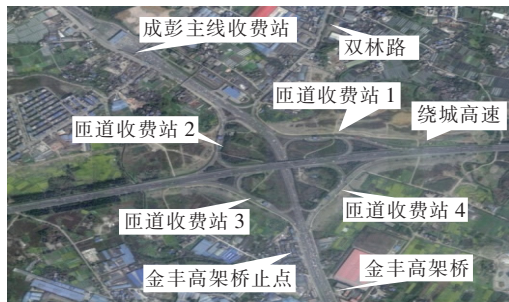 成彭主线收费站
双林路
匝道收费站 1
绕城高速
匝道收费站 2
匝道收费站 3
匝道收费站 4
金丰高架桥止点
金丰高架桥